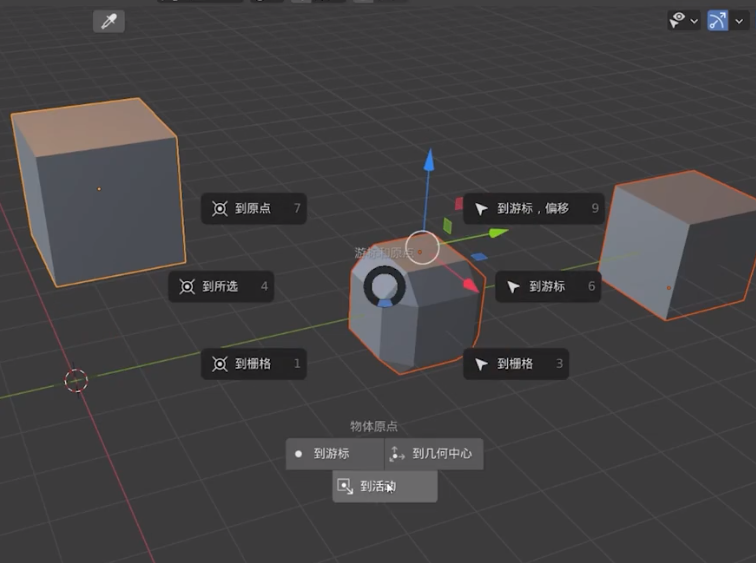 到原点 7
到游标，偏移 9
游标和原点
到所选 4
到游标 6
到栅格 1
到栅格 3
物体原点
到游标
到几何中心
到活动